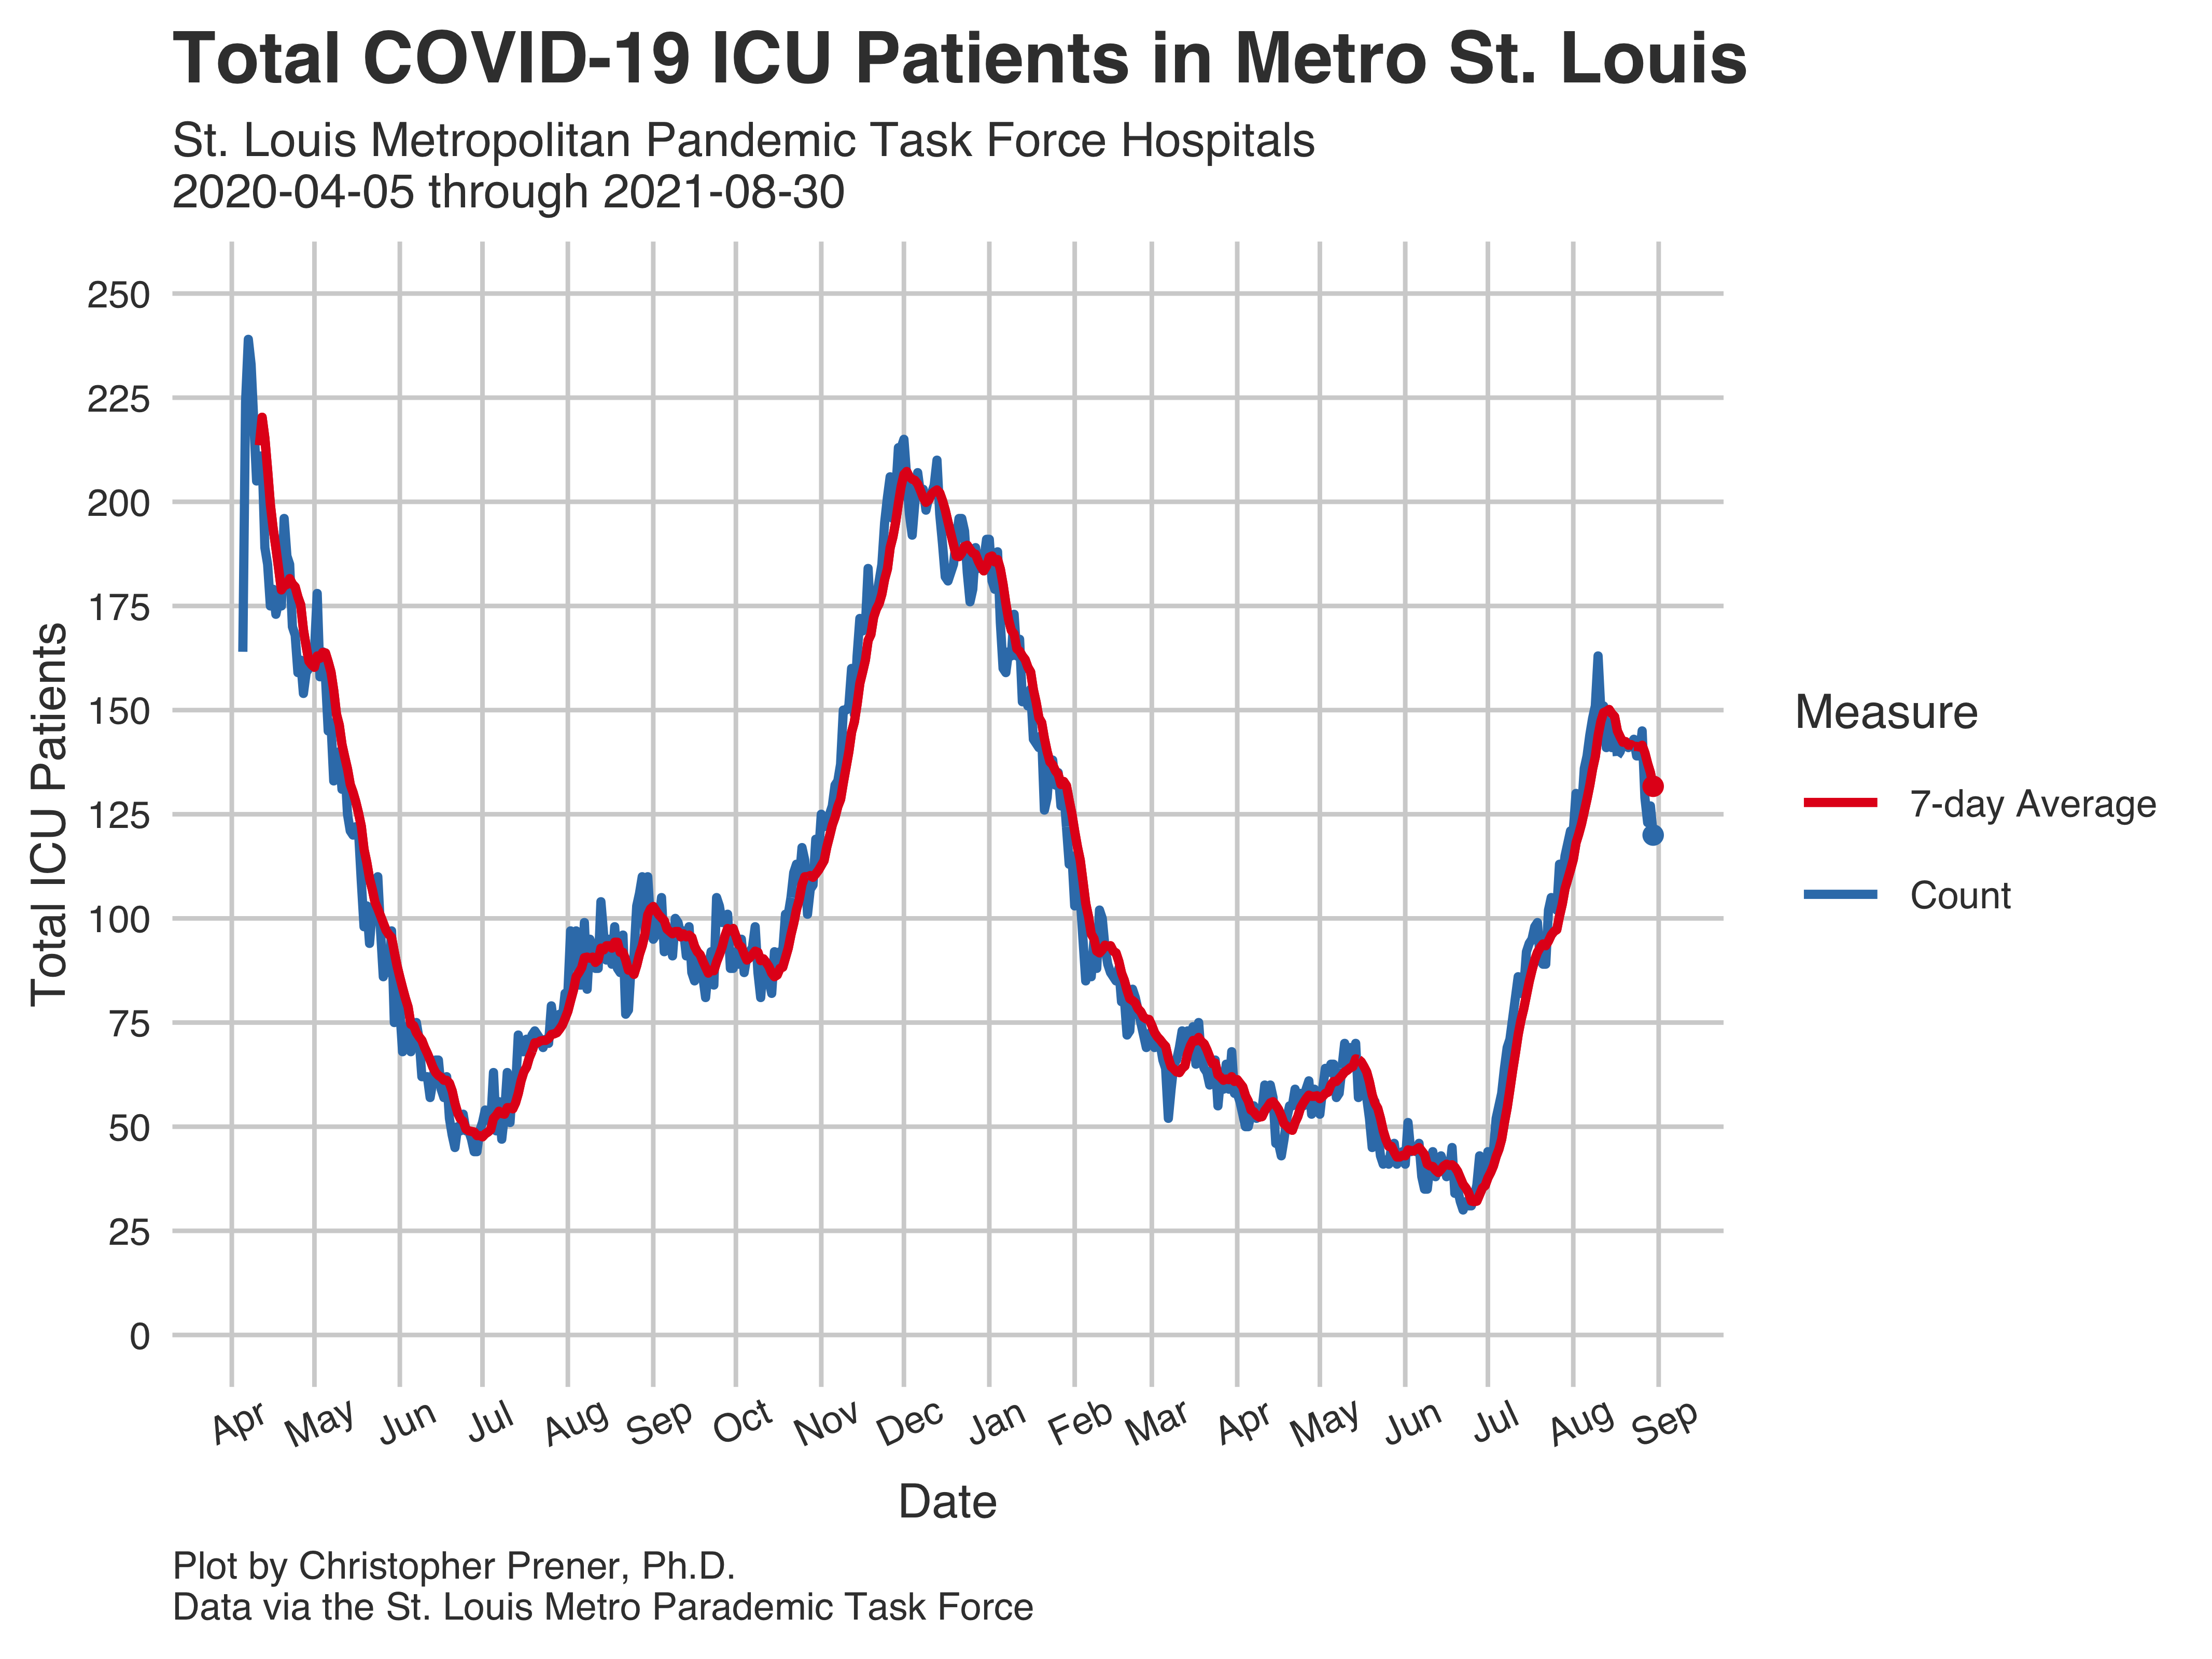 Total COVID-19 ICU Patients in Metro St. Louis
St. Louis Metropolitan Pandemic Task Force Hospitals
2020-04-05 through 2021-08-30
250
225
200
175
150
125
100
75
50
25
0
Total ICU Patients
Apr
May
Jun
Jul
Aug
Sep
Oct
Nov
Dec
Jan
Feb
Mar
Apr
May
Jun
Jul
Aug
Sep
Date
Measure
7-day Average
Count
Plot by Christopher Prener, Ph.D.
Data via the St. Louis Metro Parademic Task Force